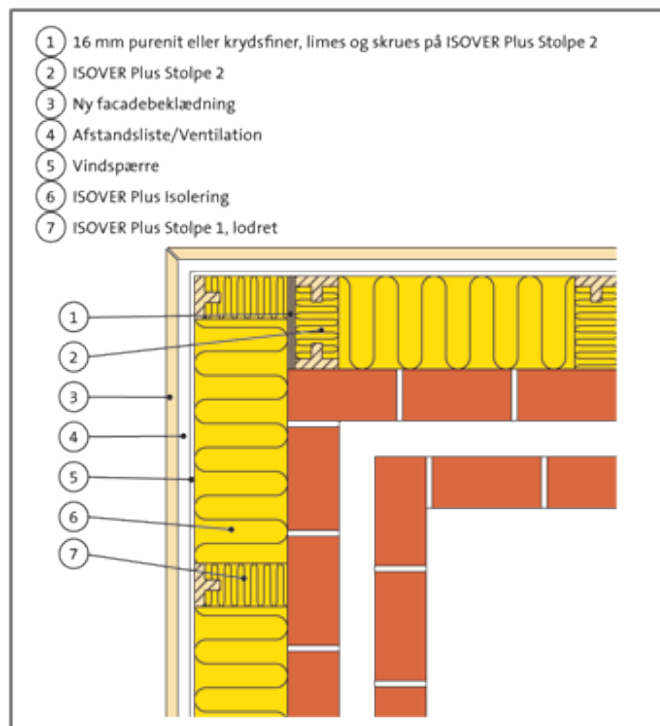 1 16 mm purenit eller krydsfiner, limes og skrues på ISOVER Plus Stolpe 2
2 ISOVER Plus Stolpe 2
3 Ny facadebeklædning
4 Afstandsliste/Ventilation
5 Vindspærre
6 ISOVER Plus Isolering
7 ISOVER Plus Stolpe 1, lodret
1
2
3
4
5
6
7